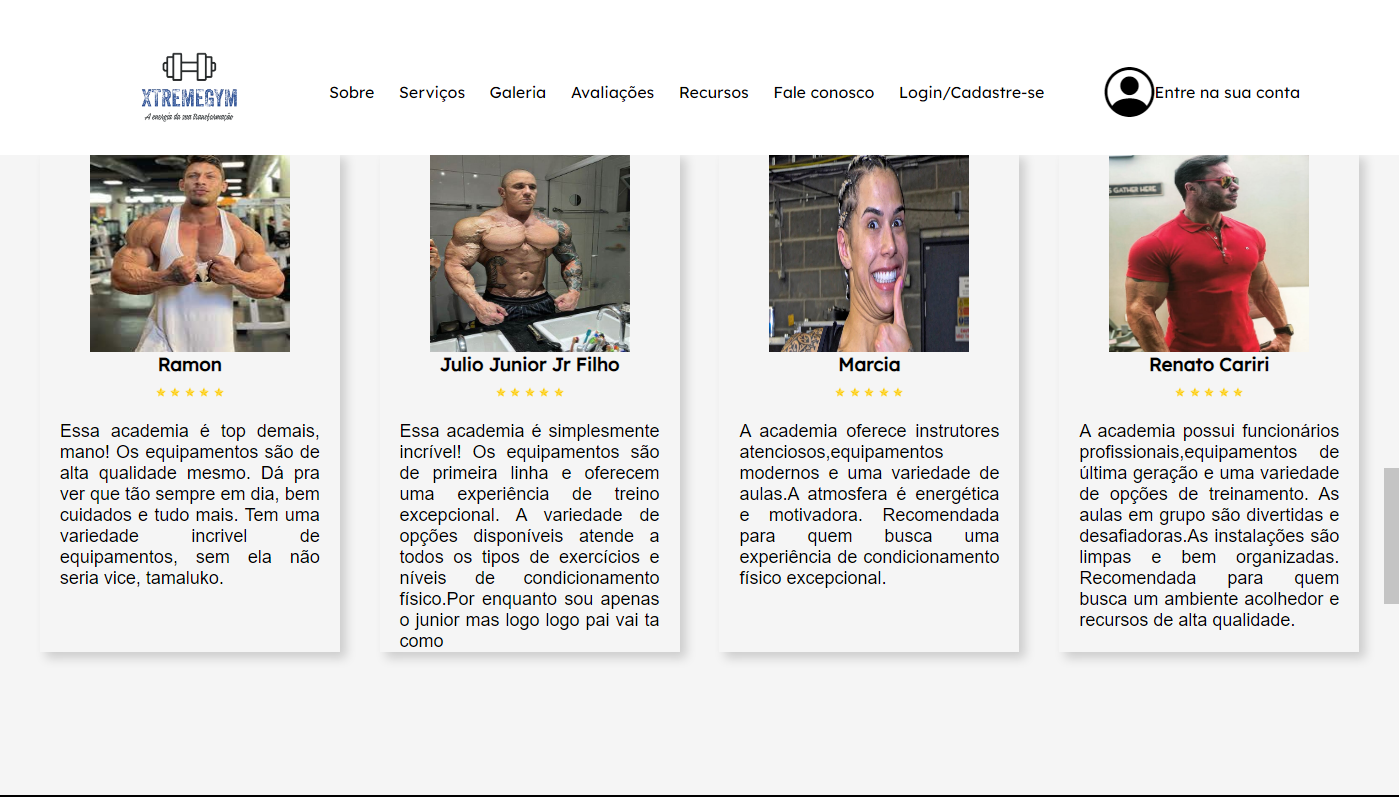 XTREMEGYM
A energia da sua transformação
Sobre
Serviços
Galeria
Avaliações
Recursos
Fale conosco
Login/Cadastre-se
Entre na sua conta
Ramon
Essa academia é top demais,
mano! Os equipamentos são de
alta qualidade mesmo. Dá pra
ver que tão sempre em dia, bem
cuidados e tudo mais. Tem uma
variedade incrivel de
equipamentos, sem ela não
seria vice, tamaluko.
Julio Junior Jr Filho
Essa academia é simplesmente
incrível! Os equipamentos são
de primeira linha e oferecem
uma experiência de treino
excepcional. A variedade de
opções disponíveis atende a
todos os tipos de exercícios e
níveis de condicionamento
físico.Por enquanto sou apenas
o junior mas logo logo pai vai ta
como
Marcia
A academia oferece instrutores
atenciosos,equipamentos
modernos e uma variedade de
aulas.A atmosfera é energética
e motivadora. Recomendada
para quem busca uma
experiência de condicionamento
físico excepcional.
S GATHER HERE
Renato Cariri
A academia possui funcionários
profissionais,equipamentos de
última geração e uma variedade
de opções de treinamento. As
aulas em grupo são divertidas e
desafiadoras.As instalações são
limpas e bem organizadas.
Recomendada para quem
busca um ambiente acolhedor e
recursos de alta qualidade.